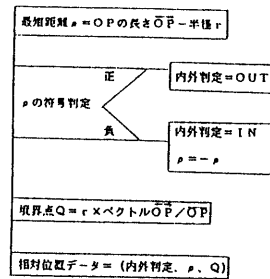 最短距離ρ=OPの長さOP-半径r
正
内外判定=OUT
ρの符号判定
負
内外判定=IN
ρ=-ρ
境界点Q=r×ベクトルOP/OP
相対位置データ=(内外判定、ρ、Q)